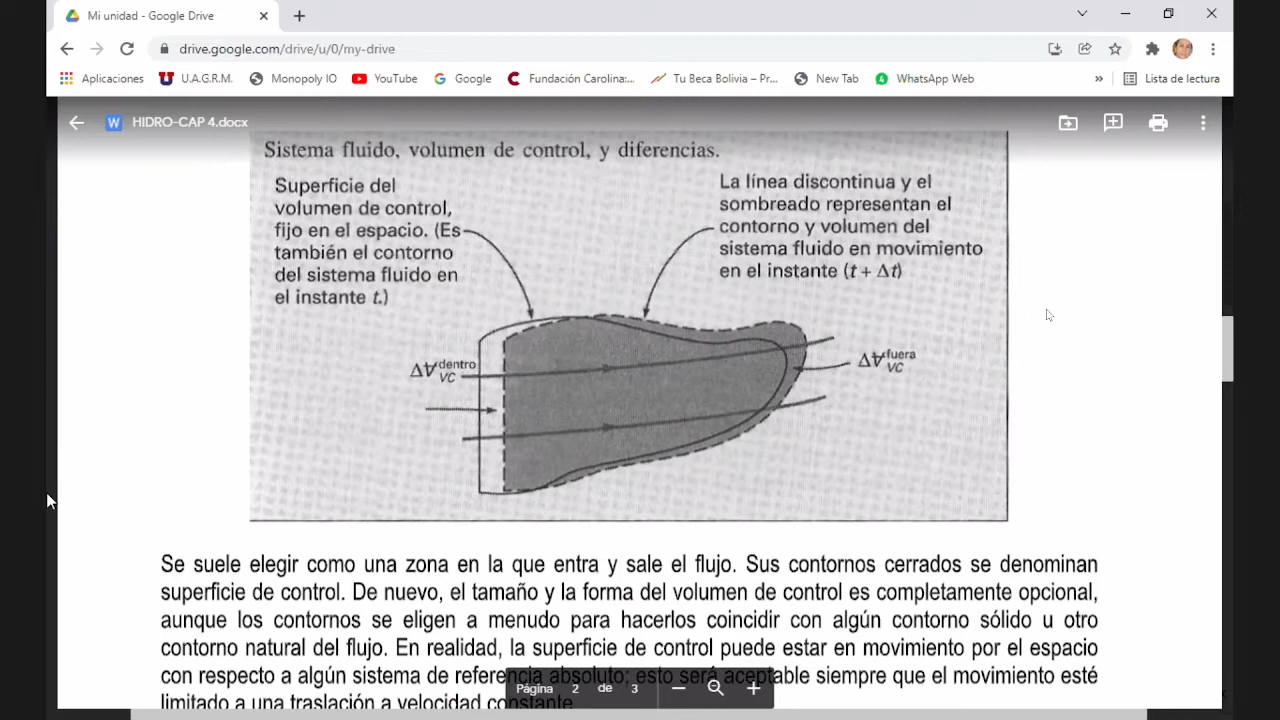 Mi unidad - Google Drive
drive.google.com/drive/u/0/my-drive
Aplicaciones U.A.G.R.M. Monopoly IO YouTube Google Fundación Carolina:... Tu Beca Bolivia – Pr... New Tab WhatsApp Web » Lista de lectura
W HIDRO-CAP 4.docx
Sistema fluido, volumen de control, y diferencias.
Superficie del
volumen de control,
fijo en el espacio. (Es
también el contorno
del sistema fluido en
el instante t.)
La línea discontinua y el
sombreado representan el
contorno y volumen del
sistema fluido en movimiento
en el instante (t + Δt)
ΔV dentro VC
ΔV fuera VC
Se suele elegir como una zona en la que entra y sale el flujo. Sus contornos cerrados se denominan
superficie de control. De nuevo, el tamaño y la forma del volumen de control es completamente opcional,
aunque los contornos se eligen a menudo para hacerlos coincidir con algún contorno sólido u otro
contorno natural del flujo. En realidad, la superficie de control puede estar en movimiento por el espacio
con respecto a algún sistema de referencia absoluto; esto será aceptable siempre que el movimiento esté
limitado a una traslación a velocidad constante
Página 2 de 3